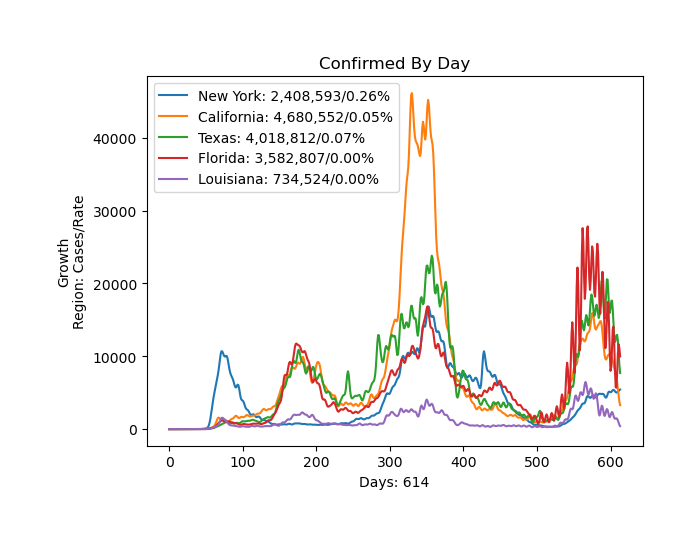 Confirmed By Day
New York: 2,408,593/0.26%
California: 4,680,552/0.05%
Texas: 4,018,812/0.07%
Florida: 3,582,807/0.00%
Louisiana: 734,524/0.00%
Growth
Region: Cases/Rate
40000
30000
20000
10000
0
0 100 200 300 400 500 600
Days: 614